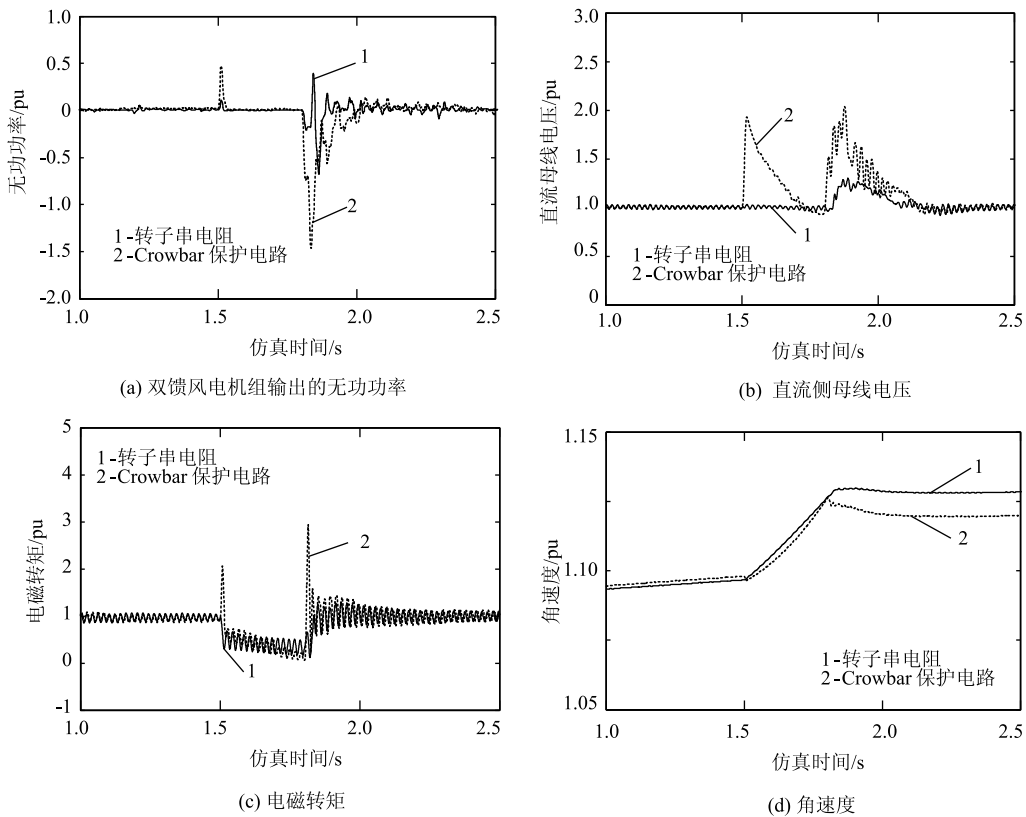 1.0
0.5
0
-0.5
-1.0
-1.5
-2.0
无功功率/pu
1
2
1-转子串电阻
2-Crowbar 保护电路
1.0
1.5
2.0
2.5
仿真时间/s
(a) 双馈风电机组输出的无功功率
3.0
2.5
2.0
1.5
1.0
0.5
0
直流母线电压/pu
2
1
1-转子串电阻
2-Crowbar 保护电路
1.0
1.5
2.0
2.5
仿真时间/s
(b) 直流侧母线电压
5
4
3
2
1
0
-1
电磁转矩/pu
1-转子串电阻
2-Crowbar 保护电路
2
1
1.0
1.5
2.0
2.5
仿真时间/s
(c) 电磁转矩
1.15
1.10
1.05
角速度/pu
1
2
1-转子串电阻
2-Crowbar 保护电路
1.0
1.5
2.0
2.5
仿真时间/s
(d) 角速度